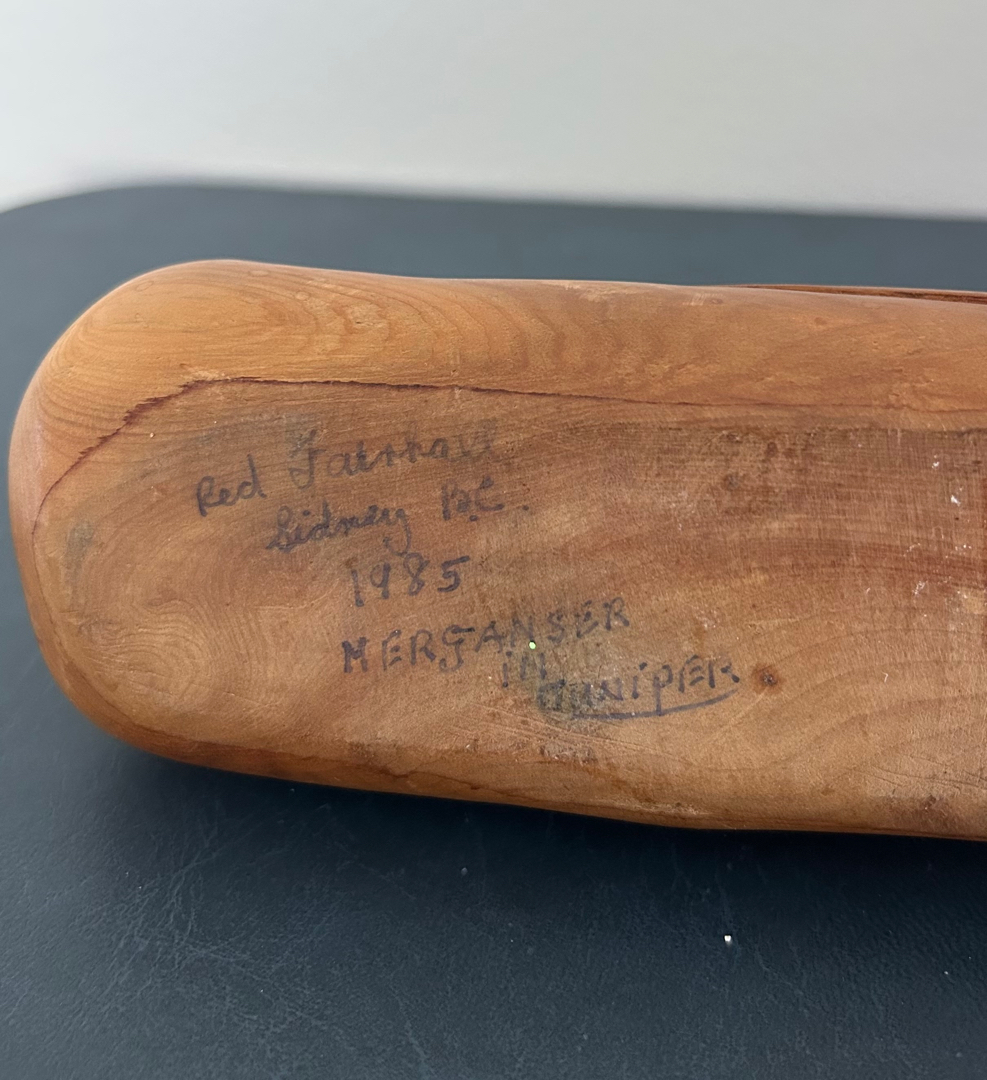 Red Fairhall
Sidney B.C.
1985
MERGANSER
in
JUNiPER